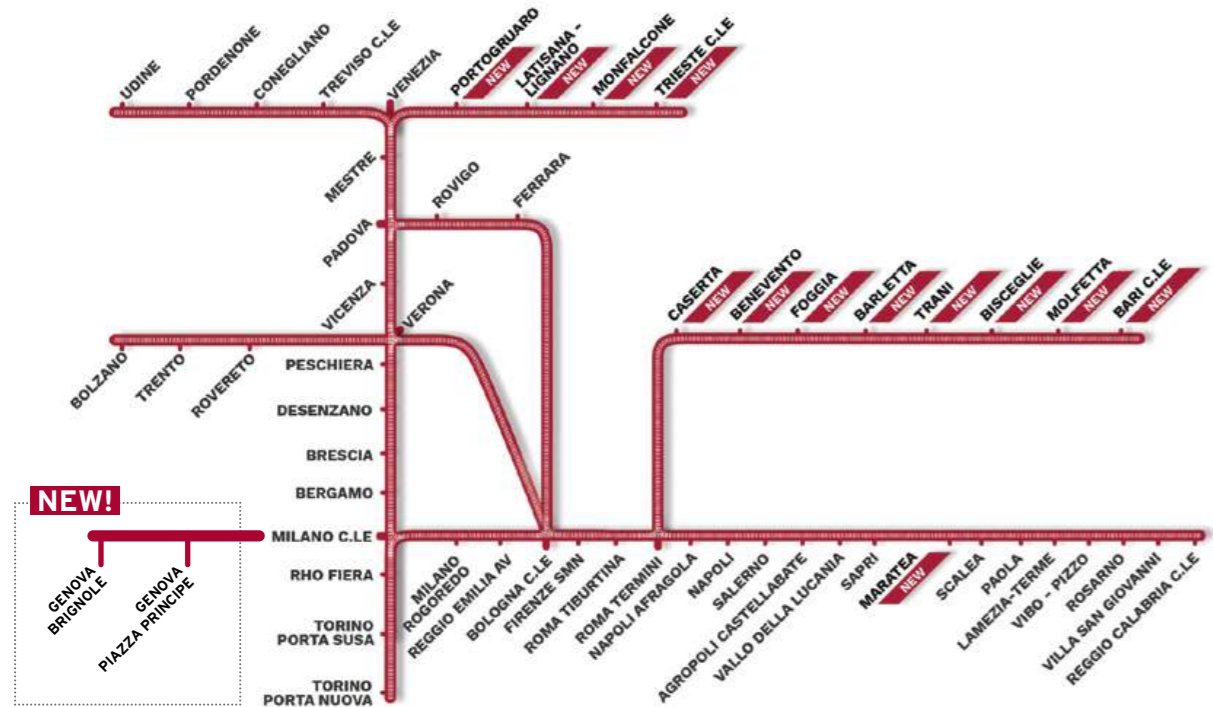 UDINE
PORDENONE
CONEGLIANO
TREVISO C.LE
VENEZIA
PORTOGRUARO
NEW
LATISANA -
LIGNANO
NEW
MONFALCONE
NEW
TRIESTE C.LE
NEW
MESTRE
PADOVA
ROVIGO
FERRARA
VICENZA
VERONA
CASERTA
NEW
BENEVENTO
NEW
FOGGIA
NEW
BARLETTA
NEW
TRANI
NEW
BISCEGLIE
NEW
MOLFETTA
NEW
BARI C.LE
NEW
BOLZANO
TRENTO
ROVERETO
PESCHIERA
DESENZANO
BRESCIA
BERGAMO
NEW!
GENOVA
BRIGNOLE
GENOVA
PIAZZA PRINCIPE
MILANO C.LE
RHO FIERA
TORINO
PORTA SUSA
TORINO
PORTA NUOVA
MILANO
ROGOREDO
REGGIO EMILIA AV
BOLOGNA C.LE
FIRENZE SMN
ROMA TIBURTINA
ROMA TERMINI
NAPOLI AFRAGOLA
NAPOLI
SALERNO
AGROPOLI CASTELLABATE
VALLO DELLA LUCANIA
SAPRI
MARATEA
NEW
SCALEA
PAOLA
LAMEZIA-TERME
VIBO - PIZZO
ROSARNO
VILLA SAN GIOVANNI
REGGIO CALABRIA C.LE